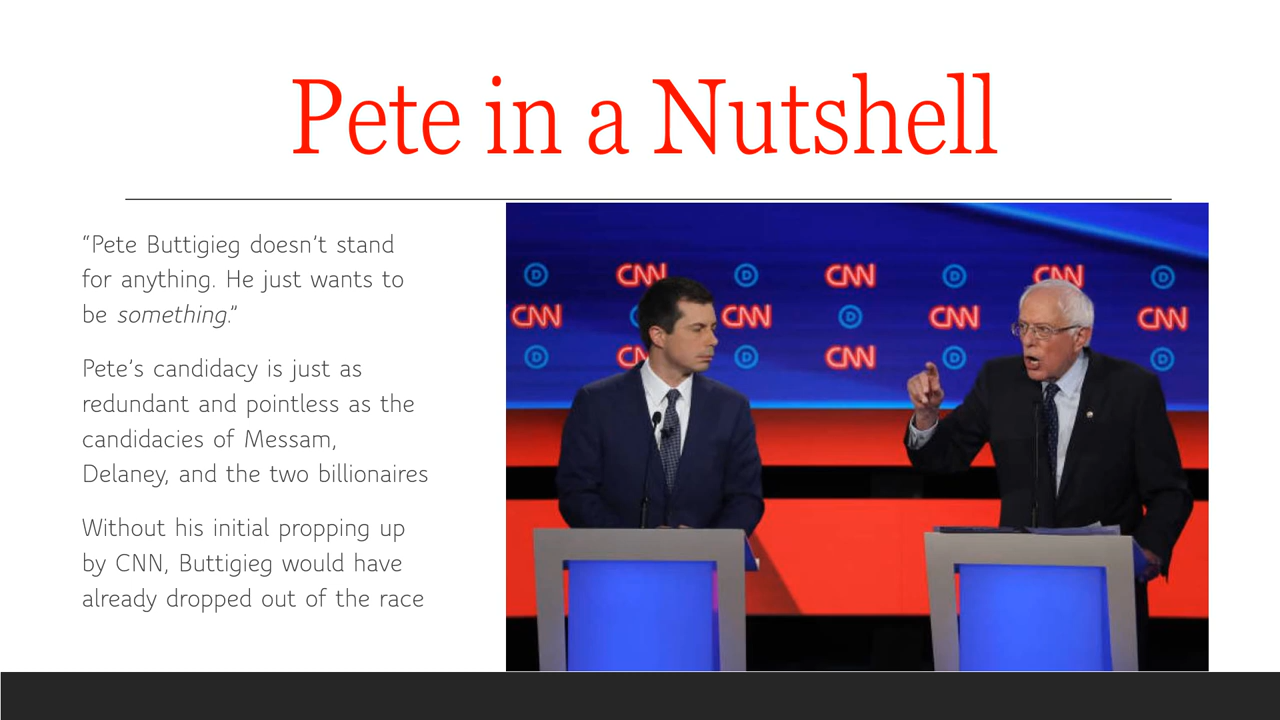 Pete in a Nutshell
“Pete Buttigieg doesn’t stand
for anything. He just wants to
be something.”
Pete’s candidacy is just as
redundant and pointless as the
candidacies of Messam,
Delaney, and the two billionaires
Without his initial propping up
by CNN, Buttigieg would have
already dropped out of the race
D CNN D CNN D CNN D
CNN CNN D CNN CNN
D CN D CNN D CNN D